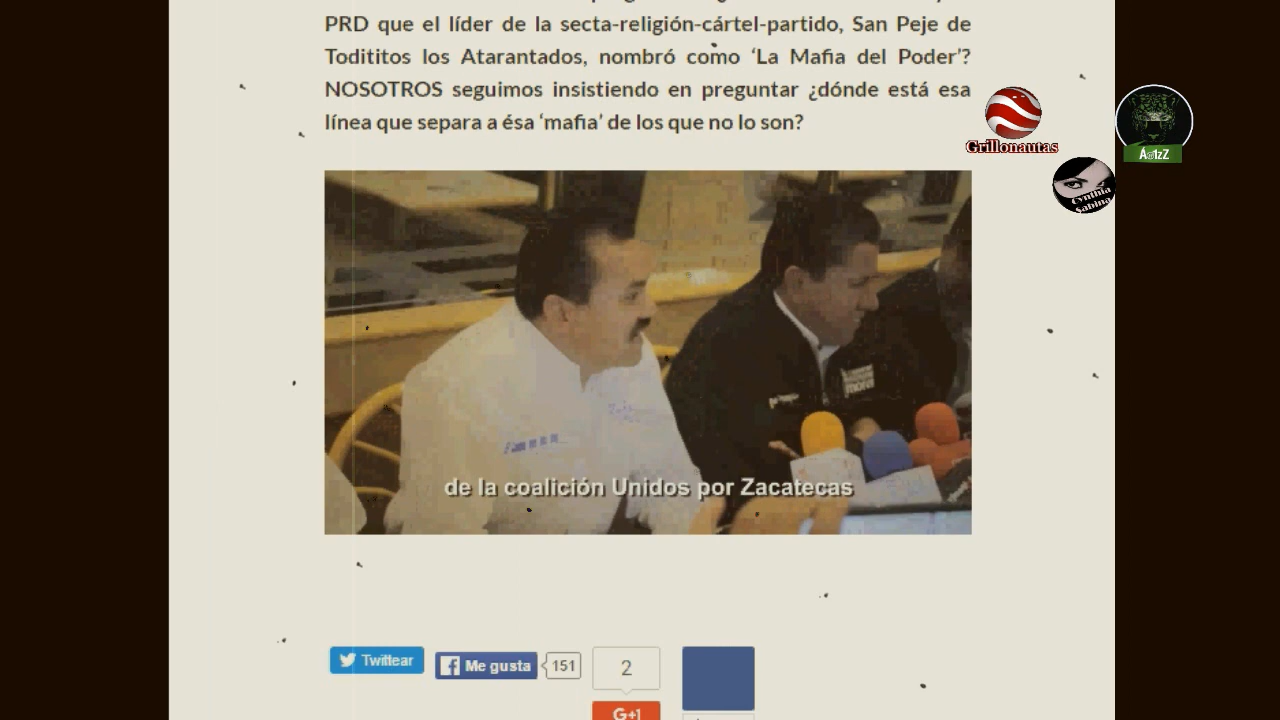 PRD que el líder de la secta-religión-cártel-partido, San Peje de
Todititos los Atarantados, nombró como ‘La Mafia del Poder’?
NOSOTROS seguimos insistiendo en preguntar ¿dónde está esa
línea que separa a ésa ‘mafia’ de los que no lo son?
Grillonautas
Cynthia
Sabina
de la coalición Unidos por Zacatecas
Twittear
Me gusta
151
2
G+1